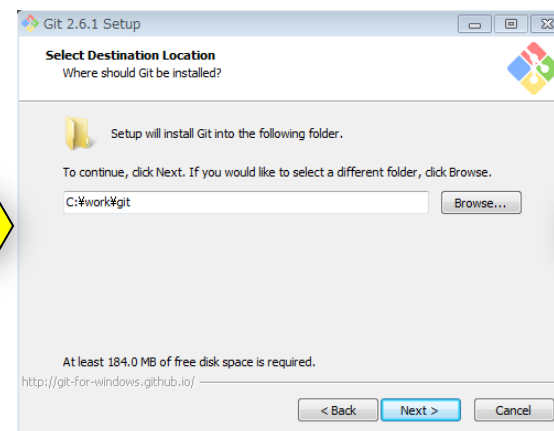 Git 2.6.1 Setup
Select Destination Location
Where should Git be installed?
Setup will install Git into the following folder.
To continue, click Next. If you would like to select a different folder, click Browse.
C:¥work¥git
Browse...
At least 184.0 MB of free disk space is required.
http://git-for-windows.github.io/
< Back
Next >
Cancel